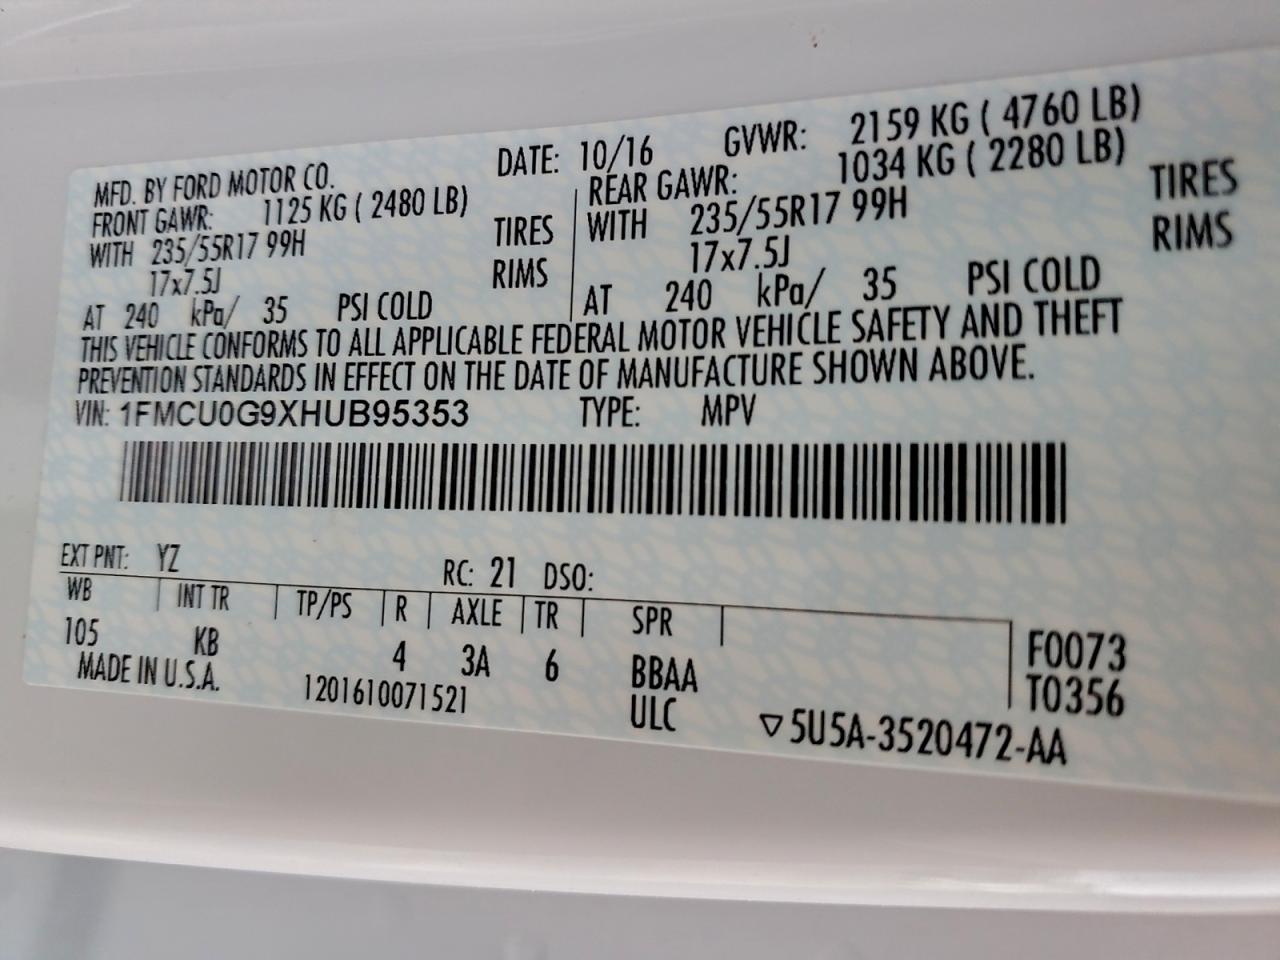 MFD. BY FORD MOTOR CO. DATE: 10/16 GVWR: 2159 KG ( 4760 LB)
FRONT GAWR: 1125 KG ( 2480 LB) REAR GAWR: 1034 KG ( 2280 LB)
WITH 235/55R17 99H TIRES WITH 235/55R17 99H TIRES
17x7.5J RIMS 17x7.5J RIMS
AT 240 kPa/ 35 PSI COLD AT 240 kPa/ 35 PSI COLD
THIS VEHICLE CONFORMS TO ALL APPLICABLE FEDERAL MOTOR VEHICLE SAFETY AND THEFT
PREVENTION STANDARDS IN EFFECT ON THE DATE OF MANUFACTURE SHOWN ABOVE.
VIN: 1FMCU0G9XHUB95353 TYPE: MPV
EXT PNT: YZ RC: 21 DSO:
WB INT TR TP/PS R AXLE TR SPR
105 KB 4 3A 6 BBAA F0073
MADE IN U.S.A. 1201610071521 ULC T0356
▽5U5A-3520472-AA